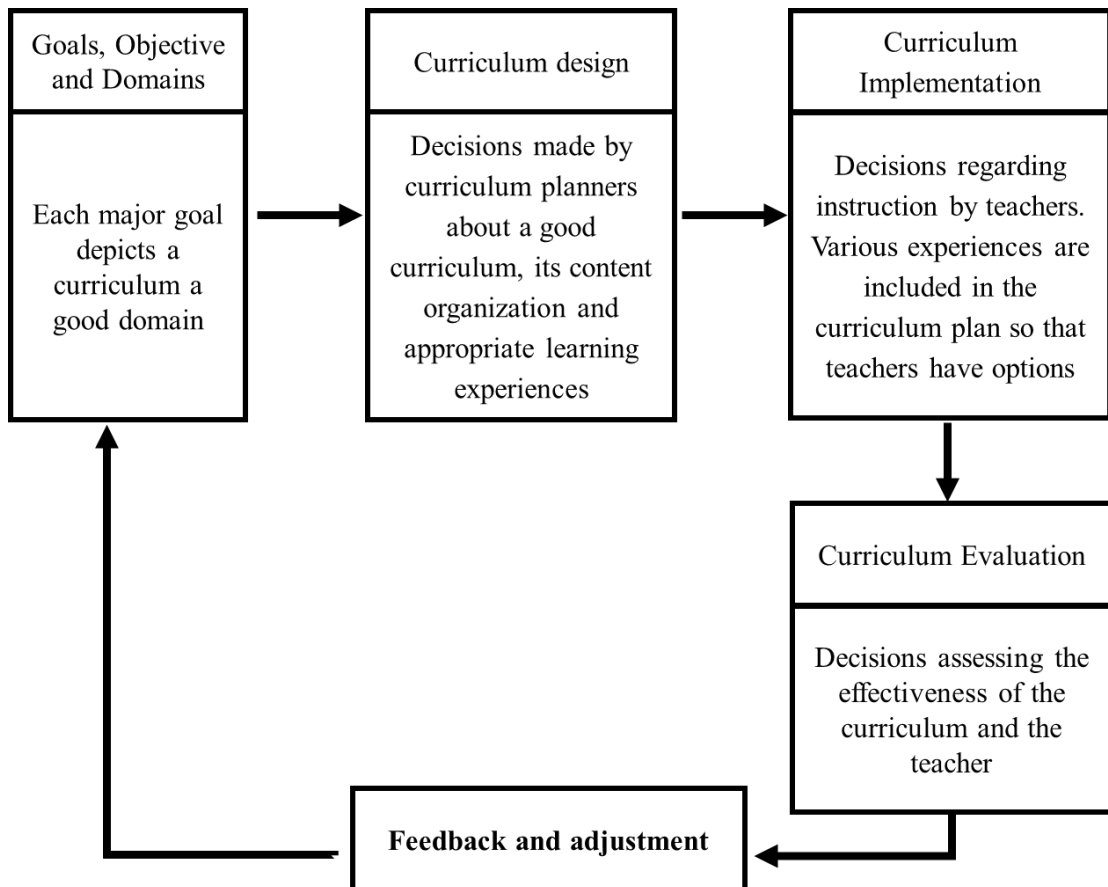 Goals, Objective
and Domains
Each major goal
depicts a
curriculum a
good domain
Curriculum design
Decisions made by
curriculum planners
about a good
curriculum, its content
organization and
appropriate learning
experiences
Curriculum
Implementation
Decisions regarding
instruction by teachers.
Various experiences are
included in the
curriculum plan so that
teachers have options
Curriculum Evaluation
Decisions assessing the
effectiveness of the
curriculum and the
teacher
Feedback and adjustment